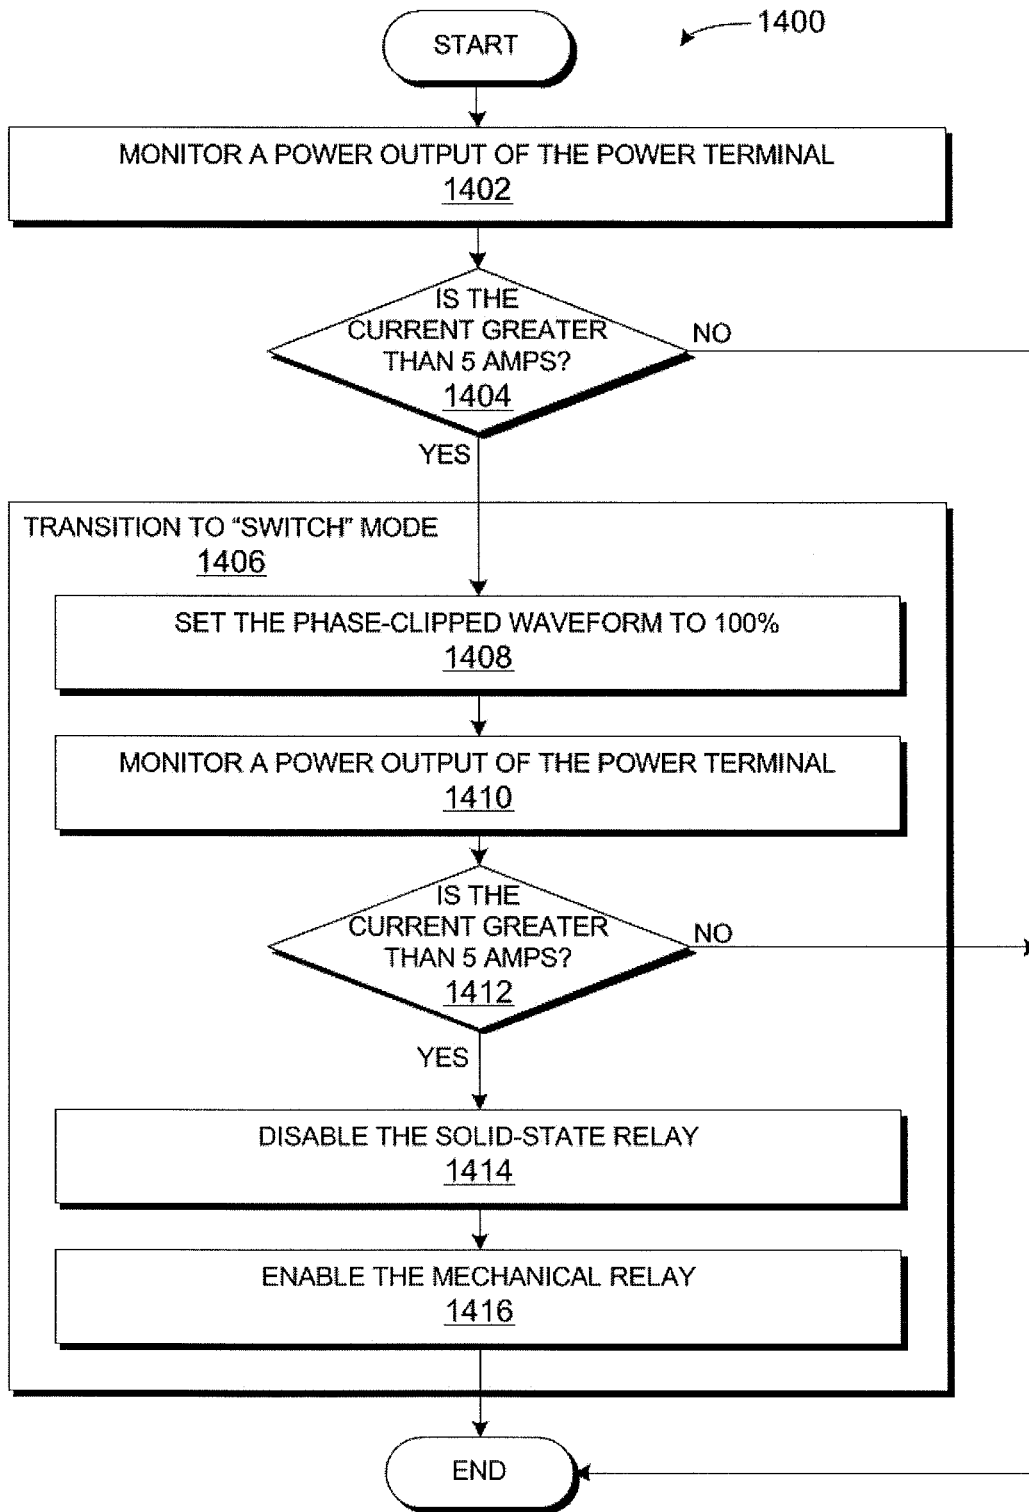 START
1400
MONITOR A POWER OUTPUT OF THE POWER TERMINAL
1402
IS THE
CURRENT GREATER
THAN 5 AMPS?
1404
NO
YES
TRANSITION TO “SWITCH” MODE
1406
SET THE PHASE-CLIPPED WAVEFORM TO 100%
1408
MONITOR A POWER OUTPUT OF THE POWER TERMINAL
1410
IS THE
CURRENT GREATER
THAN 5 AMPS?
1412
NO
YES
DISABLE THE SOLID-STATE RELAY
1414
ENABLE THE MECHANICAL RELAY
1416
END